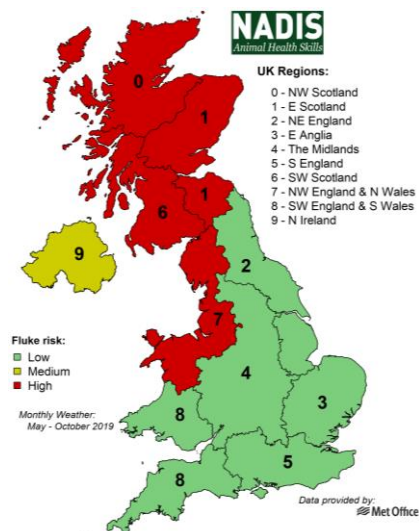 NADIS
Animal Health Skills
UK Regions:
0 - NW Scotland
1 - E Scotland
2 - NE England
3 - E Anglia
4 - The Midlands
5 - S England
6 - SW Scotland
7 - NW England & N Wales
8 - SW England & S Wales
9 - N Ireland
0
1
1
6
9
2
7
Fluke risk:
Low
Medium
High
4
3
Monthly Weather:
May - October 2019
8
5
8
Data provided by:
Met Office